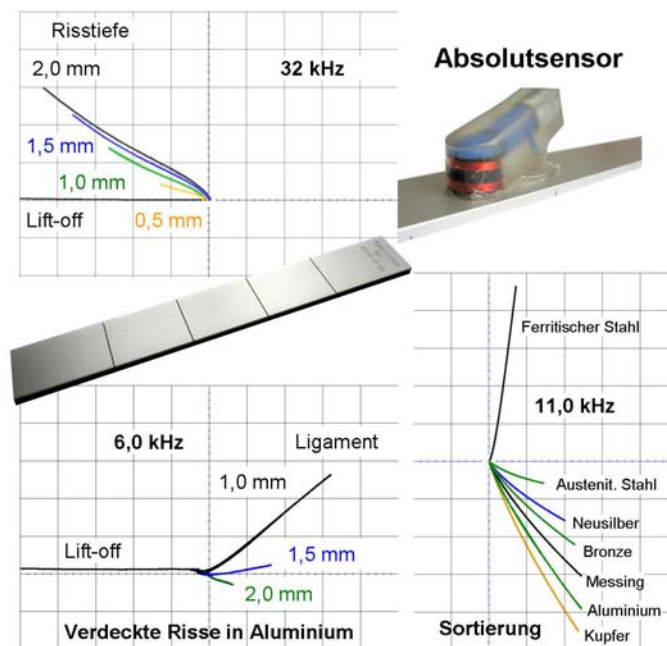 Risstiefe
2,0 mm
32 kHz
1,5 mm
1,0 mm
0,5 mm
Lift-off
Absolutsensor
6,0 kHz
Ligament
1,0 mm
Lift-off
1,5 mm
2,0 mm
Verdeckte Risse in Aluminium
Ferritischer Stahl
11,0 kHz
Austenit. Stahl
Neusilber
Bronze
Messing
Aluminium
Kupfer
Sortierung